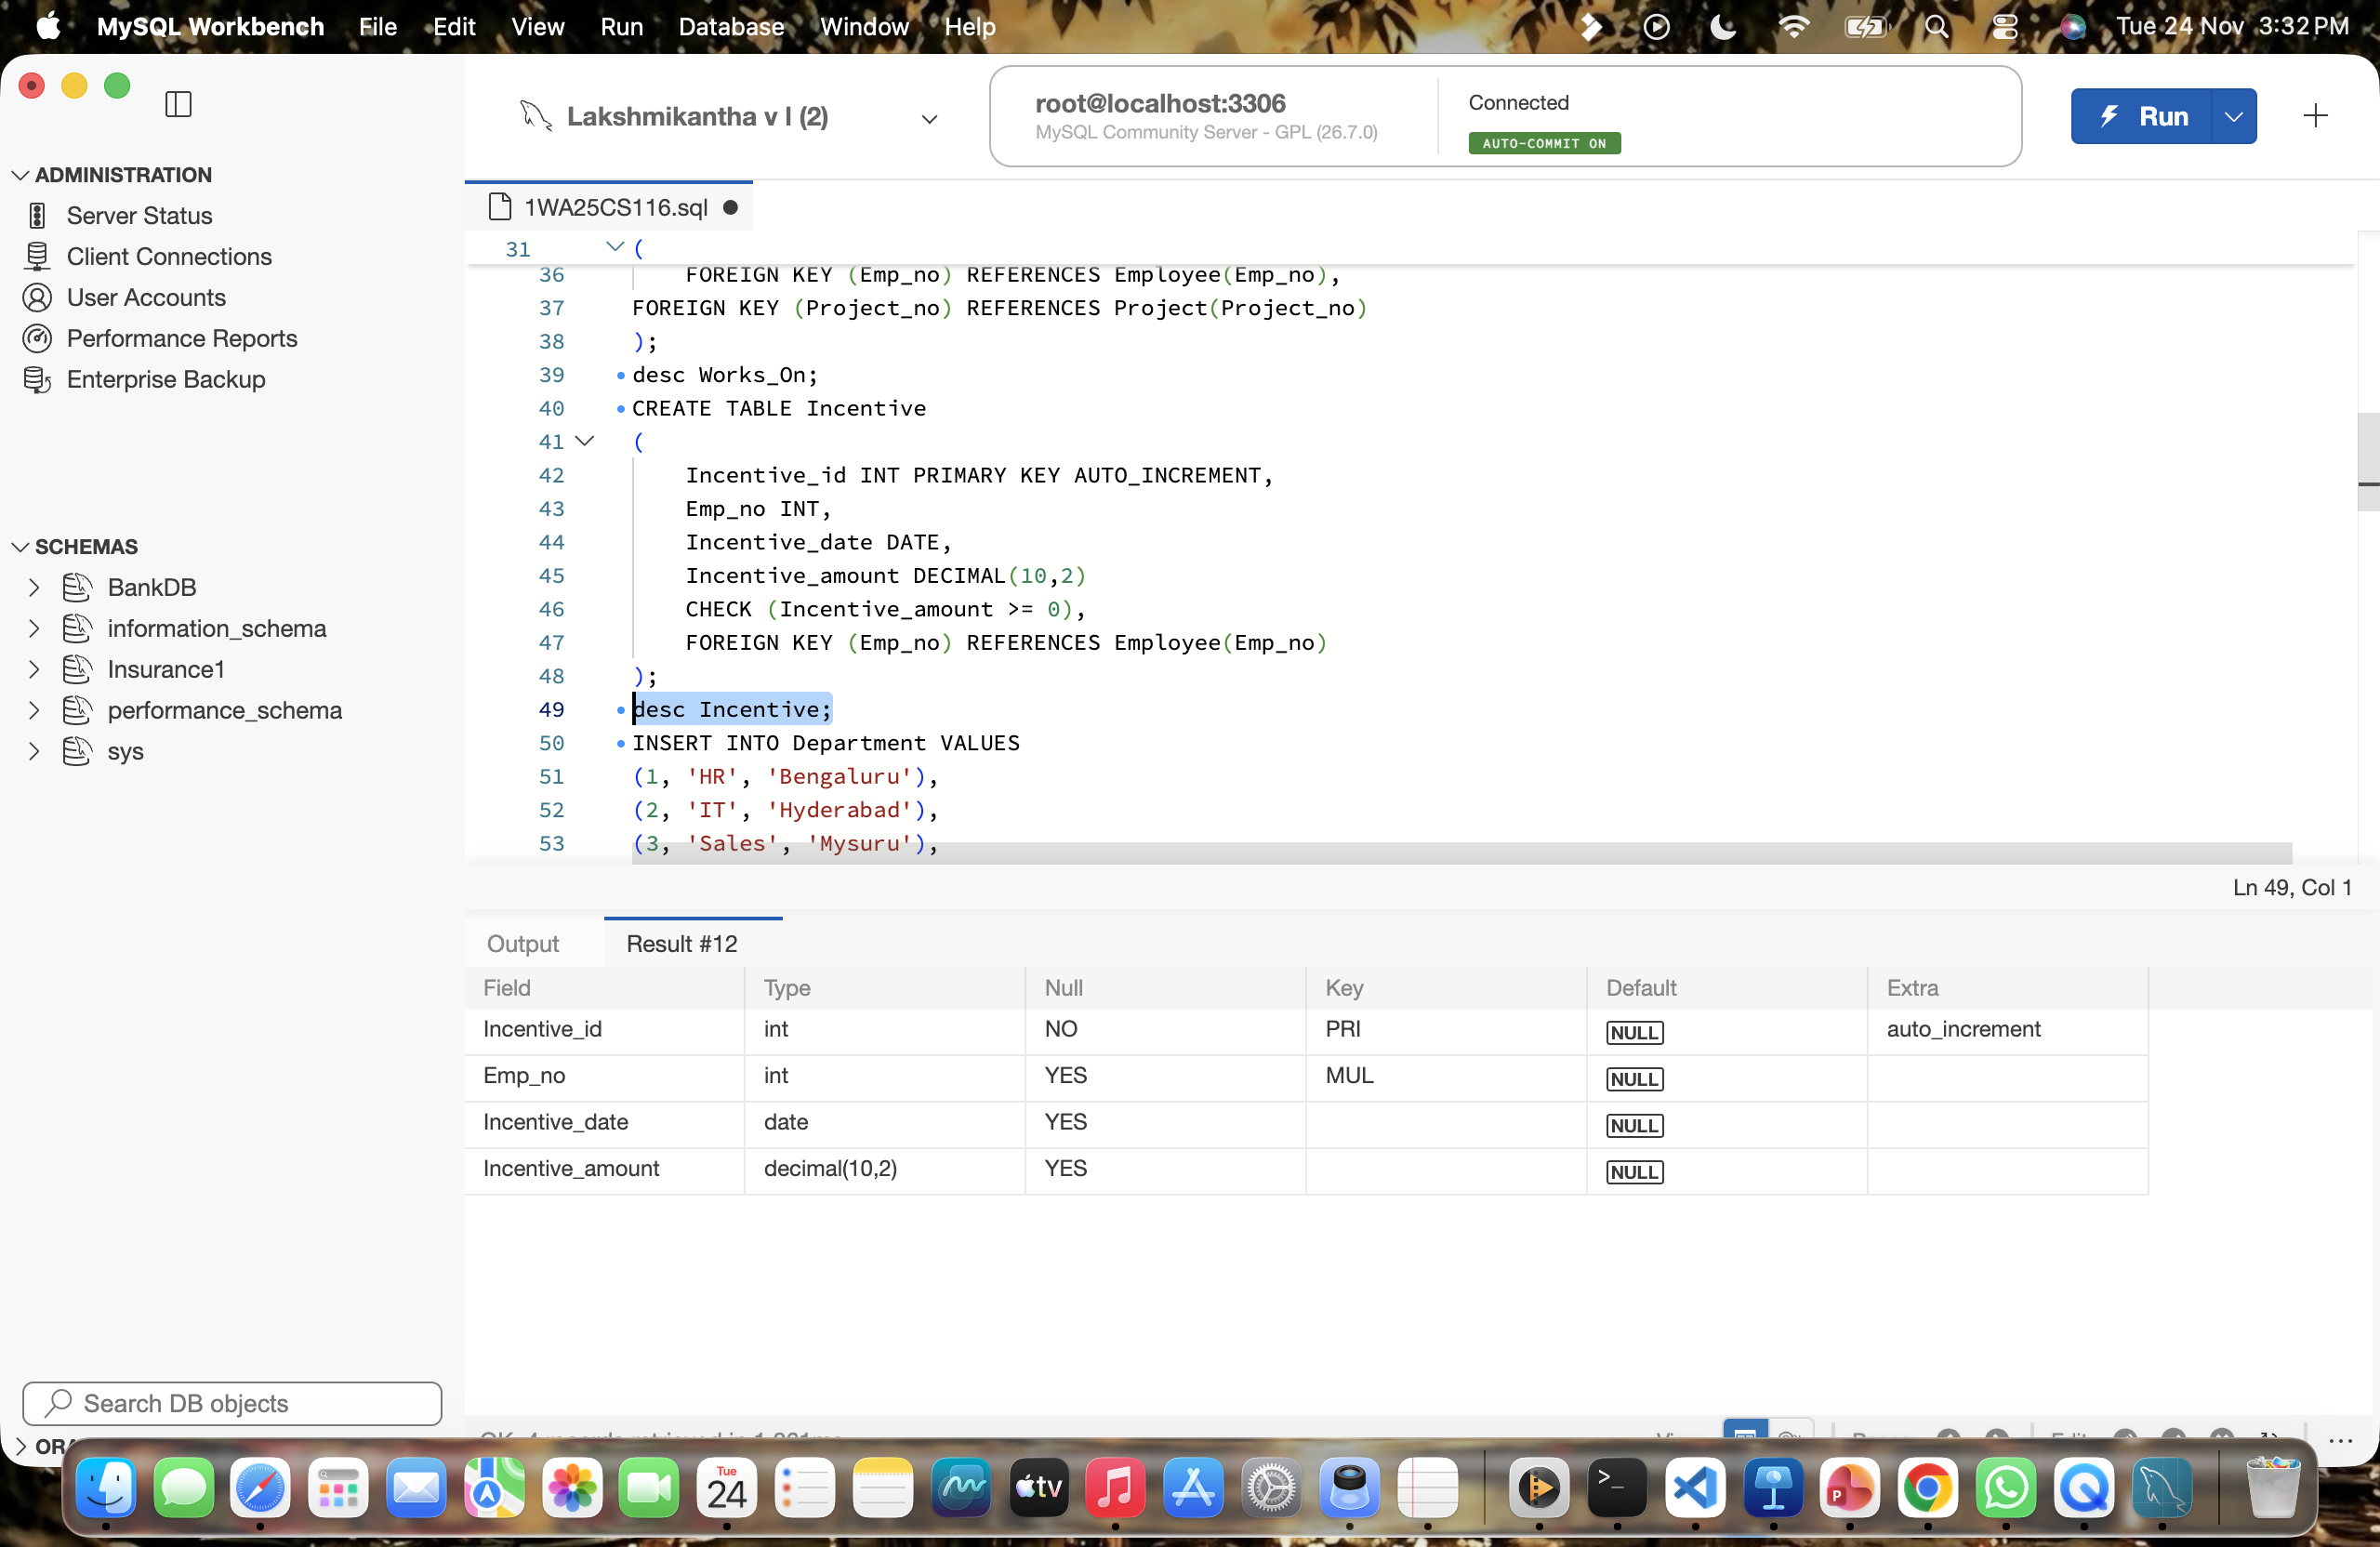 MySQL Workbench File Edit View Run Database Window Help Tue 24 Nov 3:32 PM
Lakshmikantha v l (2)
root@localhost:3306
MySQL Community Server - GPL (26.7.0)
Connected
AUTO-COMMIT ON
Run
ADMINISTRATION
Server Status
Client Connections
User Accounts
Performance Reports
Enterprise Backup
SCHEMAS
BankDB
information_schema
Insurance1
performance_schema
sys
Search DB objects
1WA25CS116.sql
31 (
36 FOREIGN KEY (Emp_no) REFERENCES Employee(Emp_no),
37 FOREIGN KEY (Project_no) REFERENCES Project(Project_no)
38 );
39 desc Works_On;
40 CREATE TABLE Incentive
41 (
42 Incentive_id INT PRIMARY KEY AUTO_INCREMENT,
43 Emp_no INT,
44 Incentive_date DATE,
45 Incentive_amount DECIMAL(10,2)
46 CHECK (Incentive_amount >= 0),
47 FOREIGN KEY (Emp_no) REFERENCES Employee(Emp_no)
48 );
49 desc Incentive;
50 INSERT INTO Department VALUES
51 (1, 'HR', 'Bengaluru'),
52 (2, 'IT', 'Hyderabad'),
53 (3, 'Sales', 'Mysuru'),
Ln 49, Col 1
Output Result #12
Field Type Null Key Default Extra
Incentive_id int NO PRI NULL auto_increment
Emp_no int YES MUL NULL
Incentive_date date YES NULL
Incentive_amount decimal(10,2) YES NULL
Tue
24
tv
P